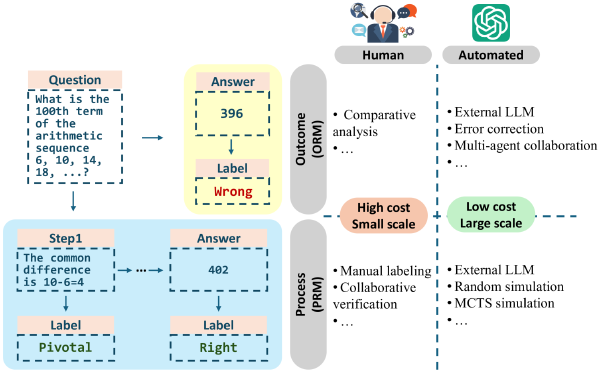 Question
What is the
100th term
of the
arithmetic
sequence
6, 10, 14,
18, ...?
Answer
396
Label
Wrong
Step1
The common
difference
is 10-6=4
...
Answer
402
Label
Pivotal
Label
Right
Human
Automated
Outcome
(ORM)
• Comparative
analysis
• …
• External LLM
• Error correction
• Multi-agent collaboration
• …
High cost
Small scale
Low cost
Large scale
Process
(PRM)
• Manual labeling
• Collaborative
verification
• …
• External LLM
• Random simulation
• MCTS simulation
• …